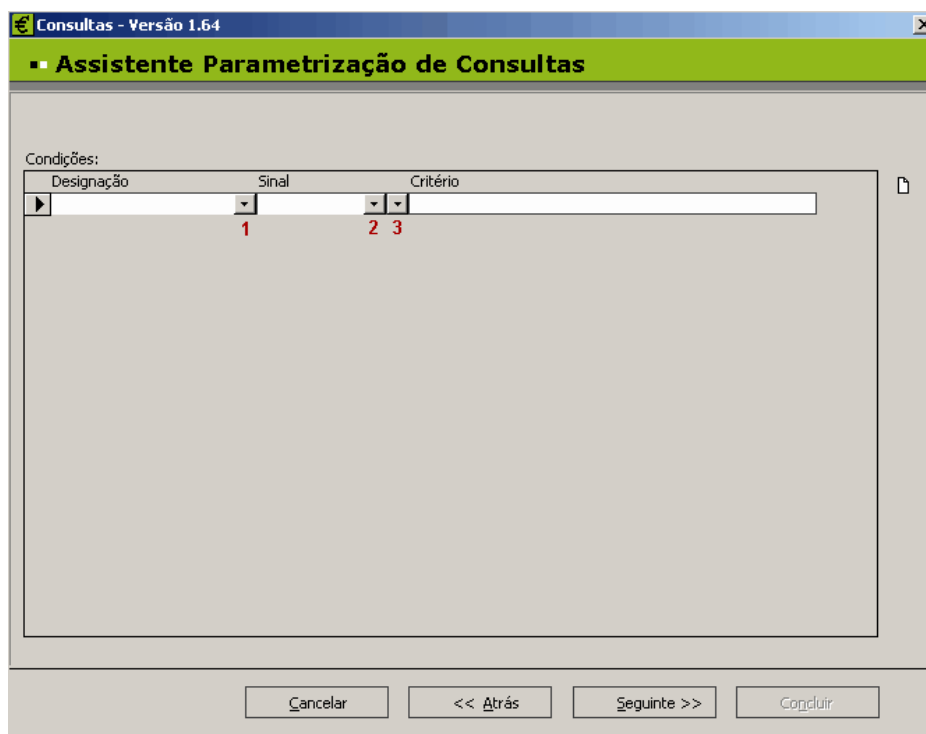 Consultas - Versão 1.64
Assistente Parametrização de Consultas
Condições:
Designação Sinal Critério
1 2 3
Cancelar << Atrás Seguinte >> Concluir